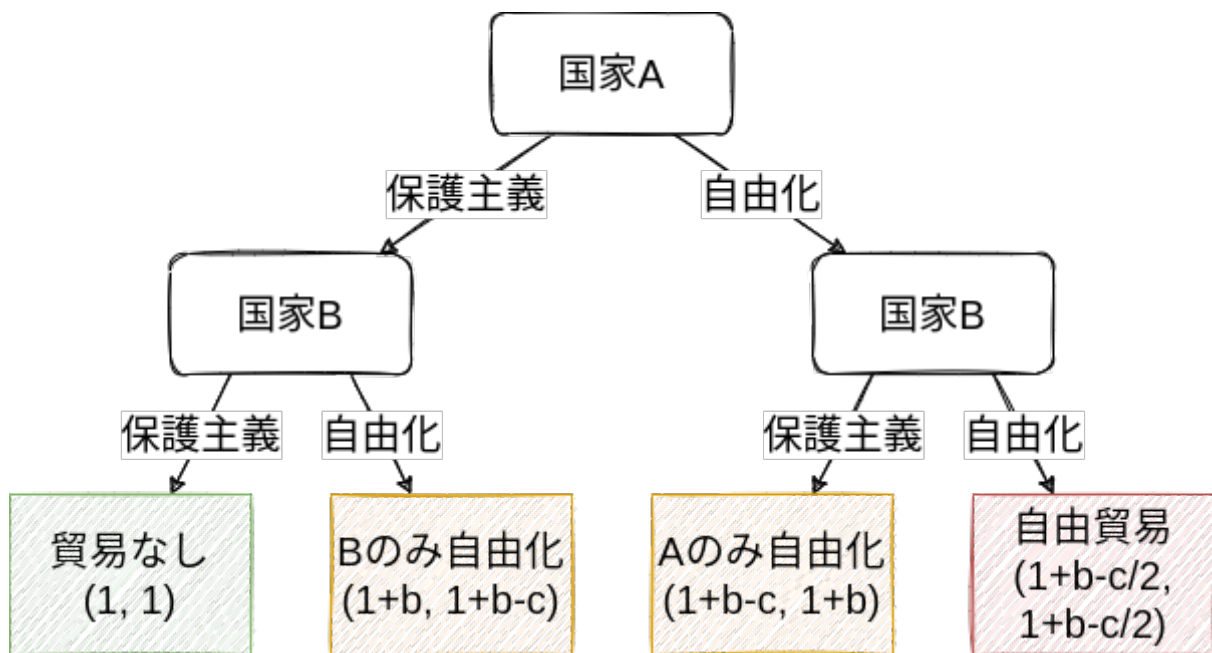 国家A
保護主義
自由化
国家B
国家B
保護主義
自由化
保護主義
自由化
貿易なし
(1, 1)
Bのみ自由化
(1+b, 1+b-c)
Aのみ自由化
(1+b-c, 1+b)
自由貿易
(1+b-c/2,
1+b-c/2)